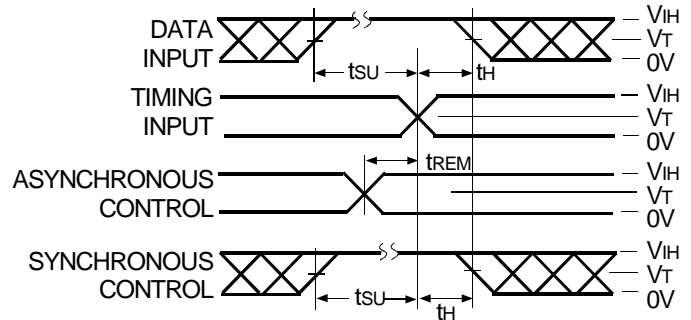 DATA
INPUT
tSU
tH
VIH
VT
0V
TIMING
INPUT
VIH
VT
0V
ASYNCHRONOUS
CONTROL
tREM
VIH
VT
0V
SYNCHRONOUS
CONTROL
tSU
tH
VIH
VT
0V